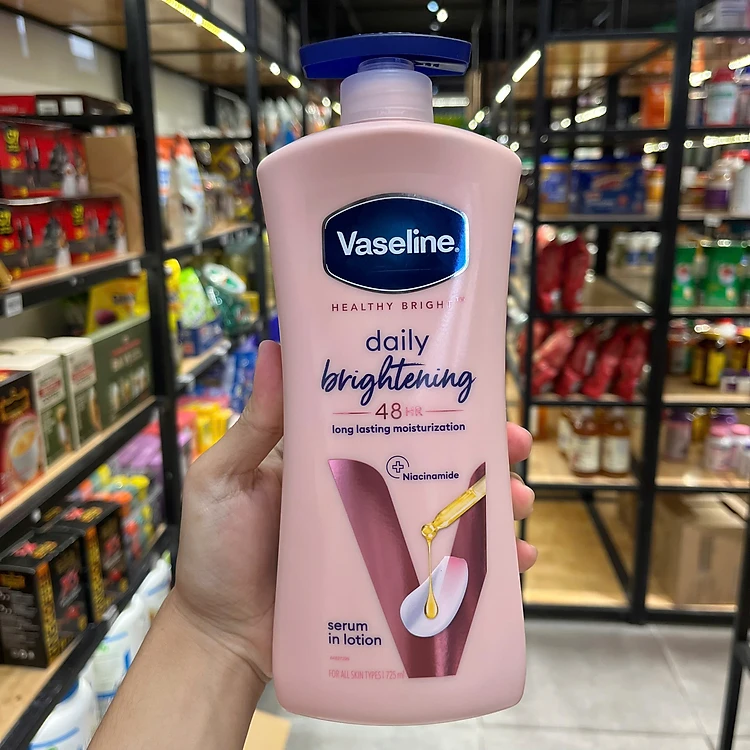 Vaseline®
HEALTHY BRIGHT™
daily
brightening
48 HR
long lasting moisturization
Niacinamide
serum
in lotion
FOR ALL SKIN TYPES | 725 ml